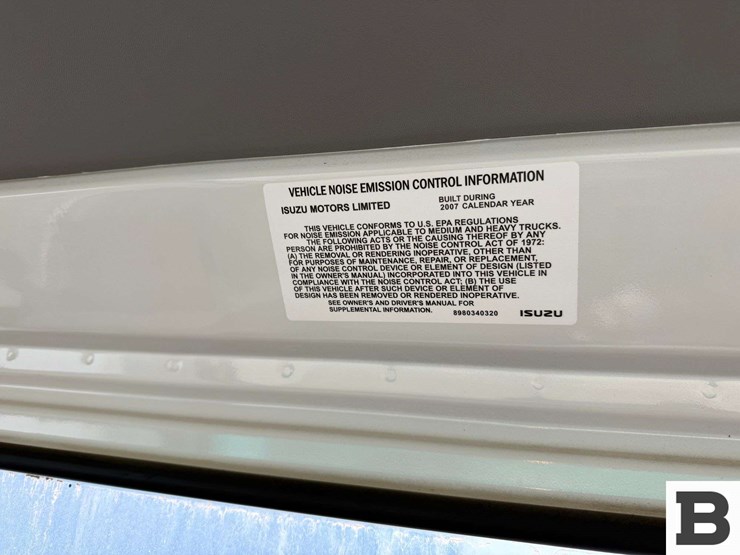 VEHICLE NOISE EMISSION CONTROL INFORMATION
ISUZU MOTORS LIMITED
BUILT DURING
2007 CALENDAR YEAR
THIS VEHICLE CONFORMS TO U.S. EPA REGULATIONS
FOR NOISE EMISSION APPLICABLE TO MEDIUM AND HEAVY TRUCKS.
THE FOLLOWING ACTS OR THE CAUSING THEREOF BY ANY
PERSON ARE PROHIBITED BY THE NOISE CONTROL ACT OF 1972:
(A) THE REMOVAL OR RENDERING INOPERATIVE, OTHER THAN
FOR PURPOSES OF MAINTENANCE, REPAIR, OR REPLACEMENT,
OF ANY NOISE CONTROL DEVICE OR ELEMENT OF DESIGN (LISTED
IN THE OWNER'S MANUAL) INCORPORATED INTO THIS VEHICLE IN
COMPLIANCE WITH THE NOISE CONTROL ACT; (B) THE USE
OF THIS VEHICLE AFTER SUCH DEVICE OR ELEMENT OF
DESIGN HAS BEEN REMOVED OR RENDERED INOPERATIVE.
SEE OWNER'S AND DRIVER'S MANUAL FOR
SUPPLEMENTAL INFORMATION.
8980340320
ISUZU
B